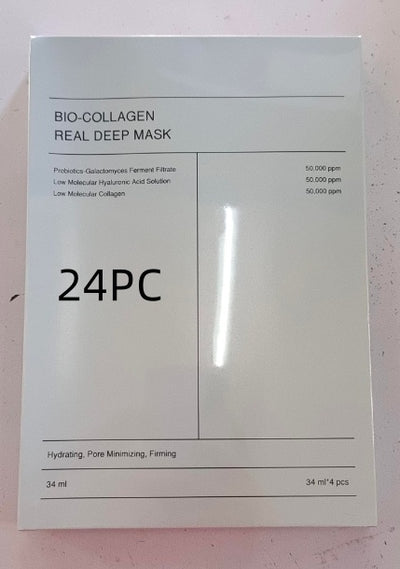 BIO-COLLAGEN
REAL DEEP MASK
Prebiotics-Galactomyces Ferment Filtrate 50,000 ppm
Low Molecular Hyaluronic Acid Solution 50,000 ppm
Low Molecular Collagen 50,000 ppm
24PC
Hydrating, Pore Minimizing, Firming
34 ml 34 ml*4 pcs